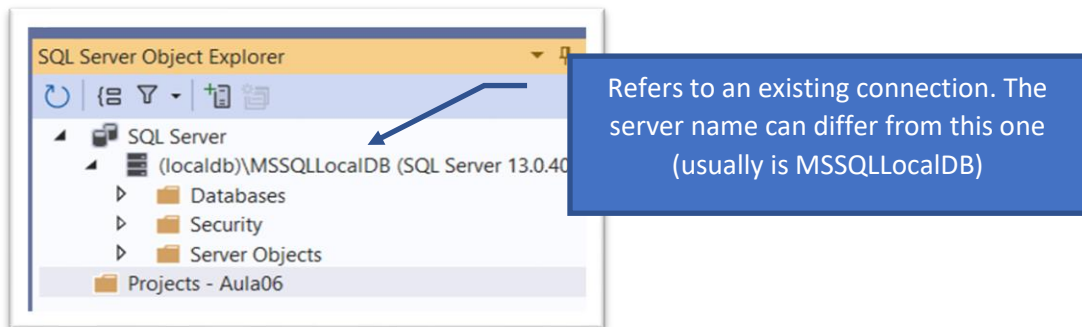 SQL Server Object Explorer
SQL Server
(localdb)\MSSQLLocalDB (SQL Server 13.0.40
Databases
Security
Server Objects
Projects - Aula06
Refers to an existing connection. The
server name can differ from this one
(usually is MSSQLLocalDB)